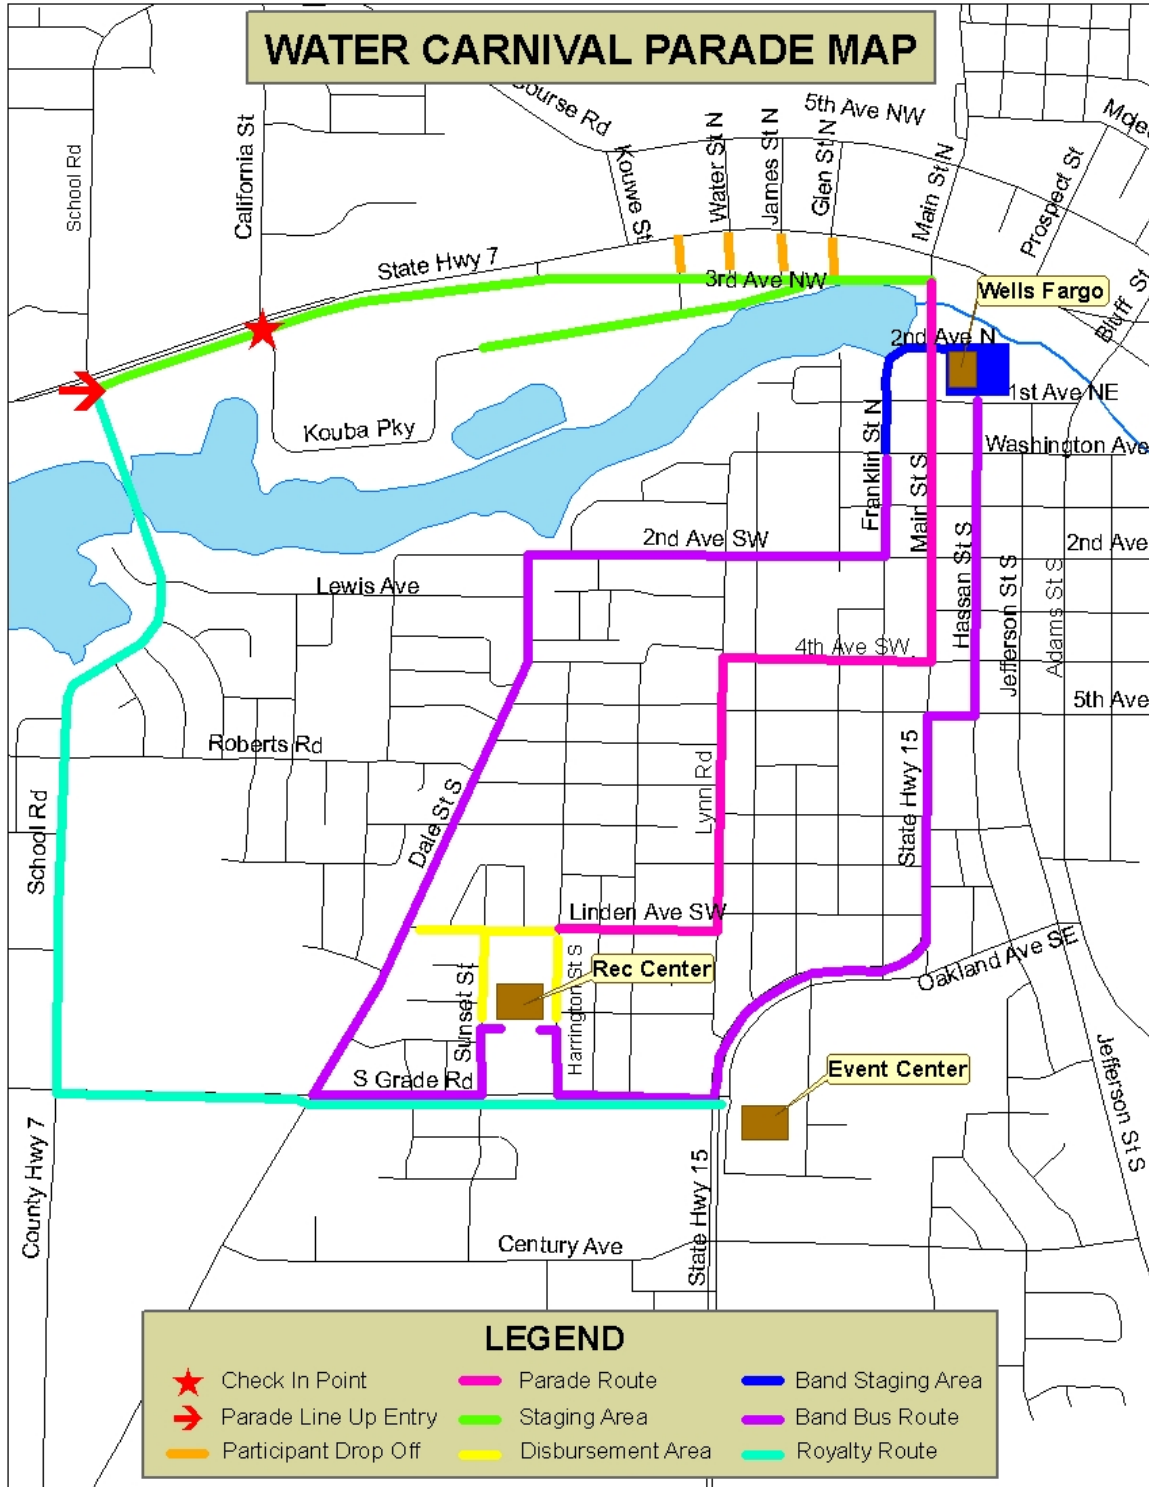 WATER CARNIVAL PARADE MAP
ourse Rd
5th Ave NW
School Rd
California St
Kouwe St
Water St N
James St N
Glen St N
Main St N
Prospect St
State Hwy 7
3rd Ave NW
Wells Fargo
Bluff St
2nd Ave N
1st Ave NE
Kouba Pky
Franklin St N
Washington Ave
Main St S
2nd Ave SW
Hassan St S
2nd Ave
Lewis Ave
Jefferson St S
Adams St S
4th Ave SW
5th Ave
Roberts Rd
State Hwy 15
Lynn Rd
School Rd
Dale St S
Linden Ave SW
Oakland Ave SE
Rec Center
Sunset St
Harrington St S
S Grade Rd
Event Center
Jefferson St S
County Hwy 7
State Hwy 15
Century Ave
LEGEND
Check In Point
Parade Route
Band Staging Area
Parade Line Up Entry
Staging Area
Band Bus Route
Participant Drop Off
Disbursement Area
Royalty Route